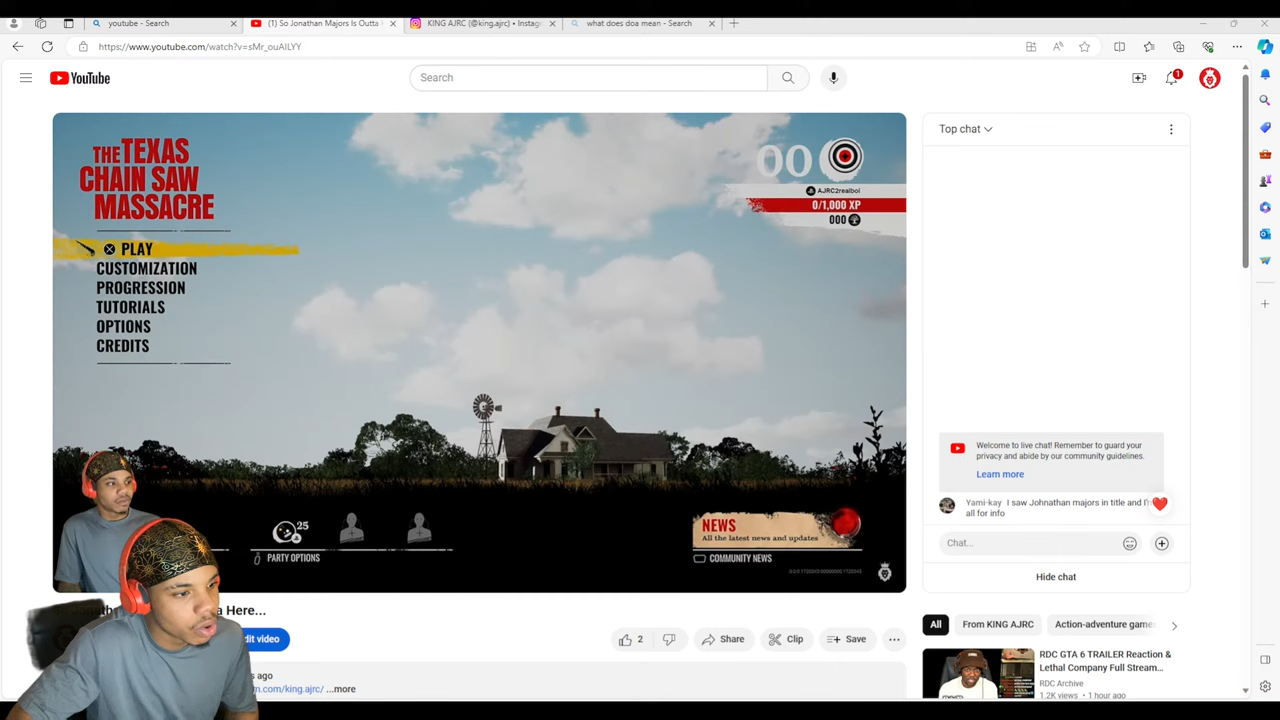 youtube - Search
(1) So Jonathan Majors Is Outta
KING AJRC (@king.ajrc) • Instag
what does doa mean - Search
https://www.youtube.com/watch?v=sMr_ouAlLYY
YouTube
Search
1
THE TEXAS
CHAIN SAW
MASSACRE
PLAY
CUSTOMIZATION
PROGRESSION
TUTORIALS
OPTIONS
CREDITS
00
AJRC2realboi
0/1,000 XP
000
25
PARTY OPTIONS
NEWS
All the latest news and updates
COMMUNITY NEWS
Top chat
Welcome to live chat! Remember to guard your
privacy and abide by our community guidelines.
Learn more
Yami-kay I saw Johnathan majors in title and I'm
all for info
Chat...
Hide chat
a Here...
dit video
2
Share
Clip
Save
s ago
m.com/king.ajrc/ ...more
All
From KING AJRC
Action-adventure game
RDC GTA 6 TRAILER Reaction &
Lethal Company Full Stream...
RDC Archive
1.2K views • 1 hour ago